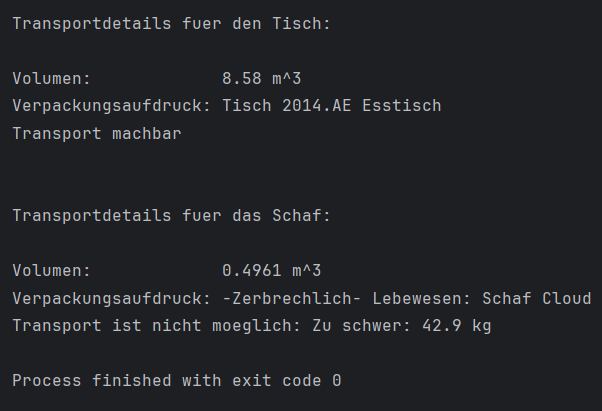 Transportdetails fuer den Tisch:
Volumen: 8.58 m^3
Verpackungsaufdruck: Tisch 2014.AE Esstisch
Transport machbar
Transportdetails fuer das Schaf:
Volumen: 0.4961 m^3
Verpackungsaufdruck: -Zerbrechlich- Lebewesen: Schaf Cloud
Transport ist nicht moeglich: Zu schwer: 42.9 kg
Process finished with exit code 0